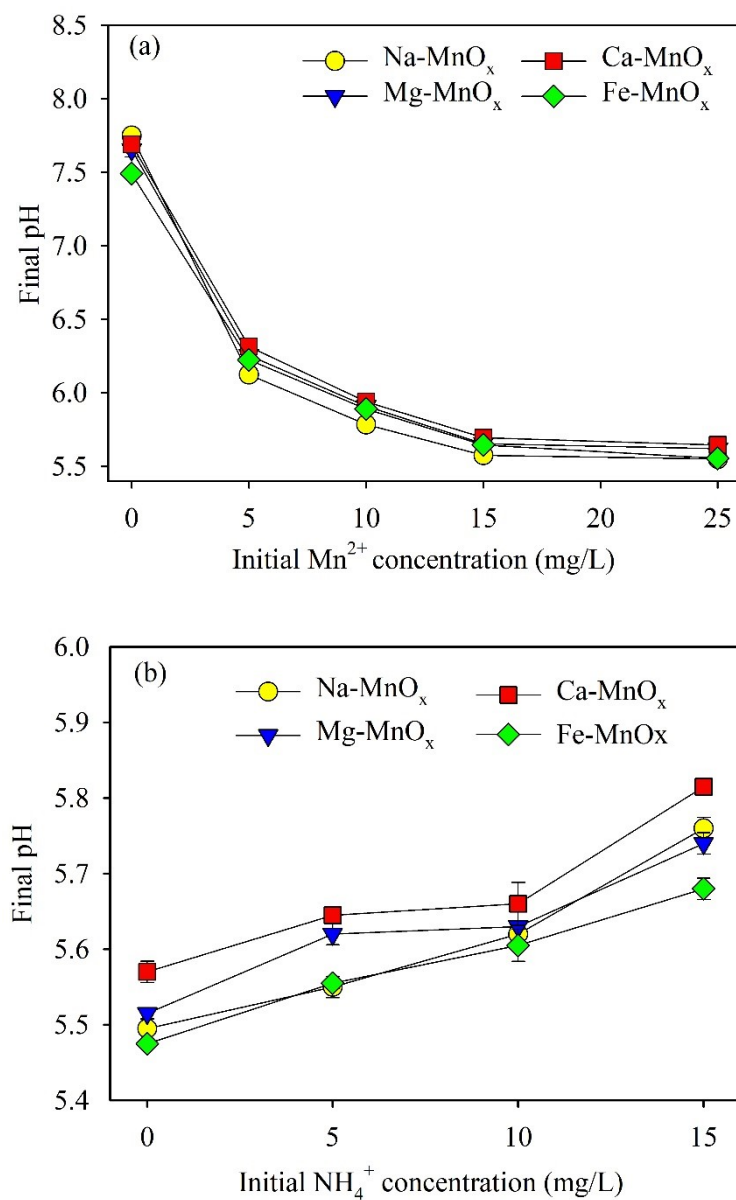 (a)
Na-MnOₓ Ca-MnOₓ
Mg-MnOₓ Fe-MnOₓ
8.5
8.0
7.5
7.0
6.5
6.0
5.5
Final pH
0 5 10 15 20 25
Initial Mn²⁺ concentration (mg/L)
(b)
Na-MnOₓ Ca-MnOₓ
Mg-MnOₓ Fe-MnOx
6.0
5.9
5.8
5.7
5.6
5.5
5.4
Final pH
0 5 10 15
Initial NH₄⁺ concentration (mg/L)